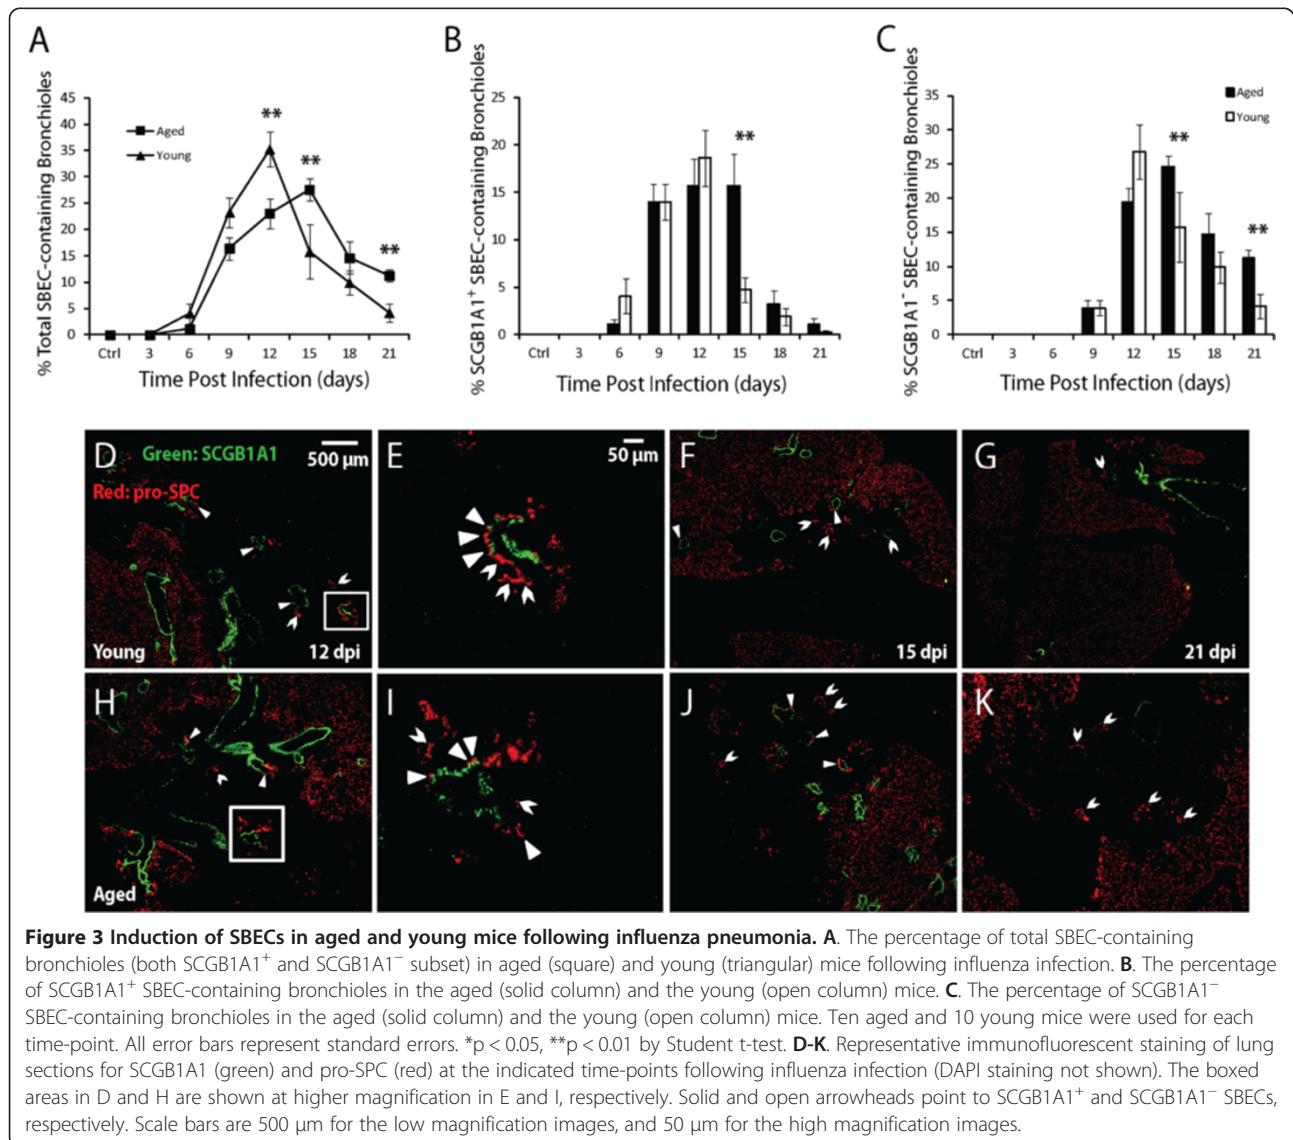 A
% Total SBEC-containing Bronchioles
45
40
35
30
25
20
15
10
5
0
Aged
Young
**
**
**
Ctrl 3 6 9 12 15 18 21
Time Post Infection (days)
B
% SCGB1A1⁺ SBEC-containing Bronchioles
25
20
15
10
5
0
**
Ctrl 3 6 9 12 15 18 21
Time Post Infection (days)
C
% SCGB1A1⁻ SBEC-containing Bronchioles
35
30
25
20
15
10
5
0
Aged
Young
**
**
Ctrl 3 6 9 12 15 18 21
Time Post Infection (days)
D
Green: SCGB1A1
500 µm
Red: pro-SPC
Young
12 dpi
E
50 µm
F
15 dpi
G
21 dpi
H
Aged
I
J
K
Figure 3 Induction of SBECs in aged and young mice following influenza pneumonia. A. The percentage of total SBEC-containing
bronchioles (both SCGB1A1⁺ and SCGB1A1⁻ subset) in aged (square) and young (triangular) mice following influenza infection. B. The percentage
of SCGB1A1⁺ SBEC-containing bronchioles in the aged (solid column) and the young (open column) mice. C. The percentage of SCGB1A1⁻
SBEC-containing bronchioles in the aged (solid column) and the young (open column) mice. Ten aged and 10 young mice were used for each
time-point. All error bars represent standard errors. *p < 0.05, **p < 0.01 by Student t-test. D-K. Representative immunofluorescent staining of lung
sections for SCGB1A1 (green) and pro-SPC (red) at the indicated time-points following influenza infection (DAPI staining not shown). The boxed
areas in D and H are shown at higher magnification in E and I, respectively. Solid and open arrowheads point to SCGB1A1⁺ and SCGB1A1⁻ SBECs,
respectively. Scale bars are 500 µm for the low magnification images, and 50 µm for the high magnification images.